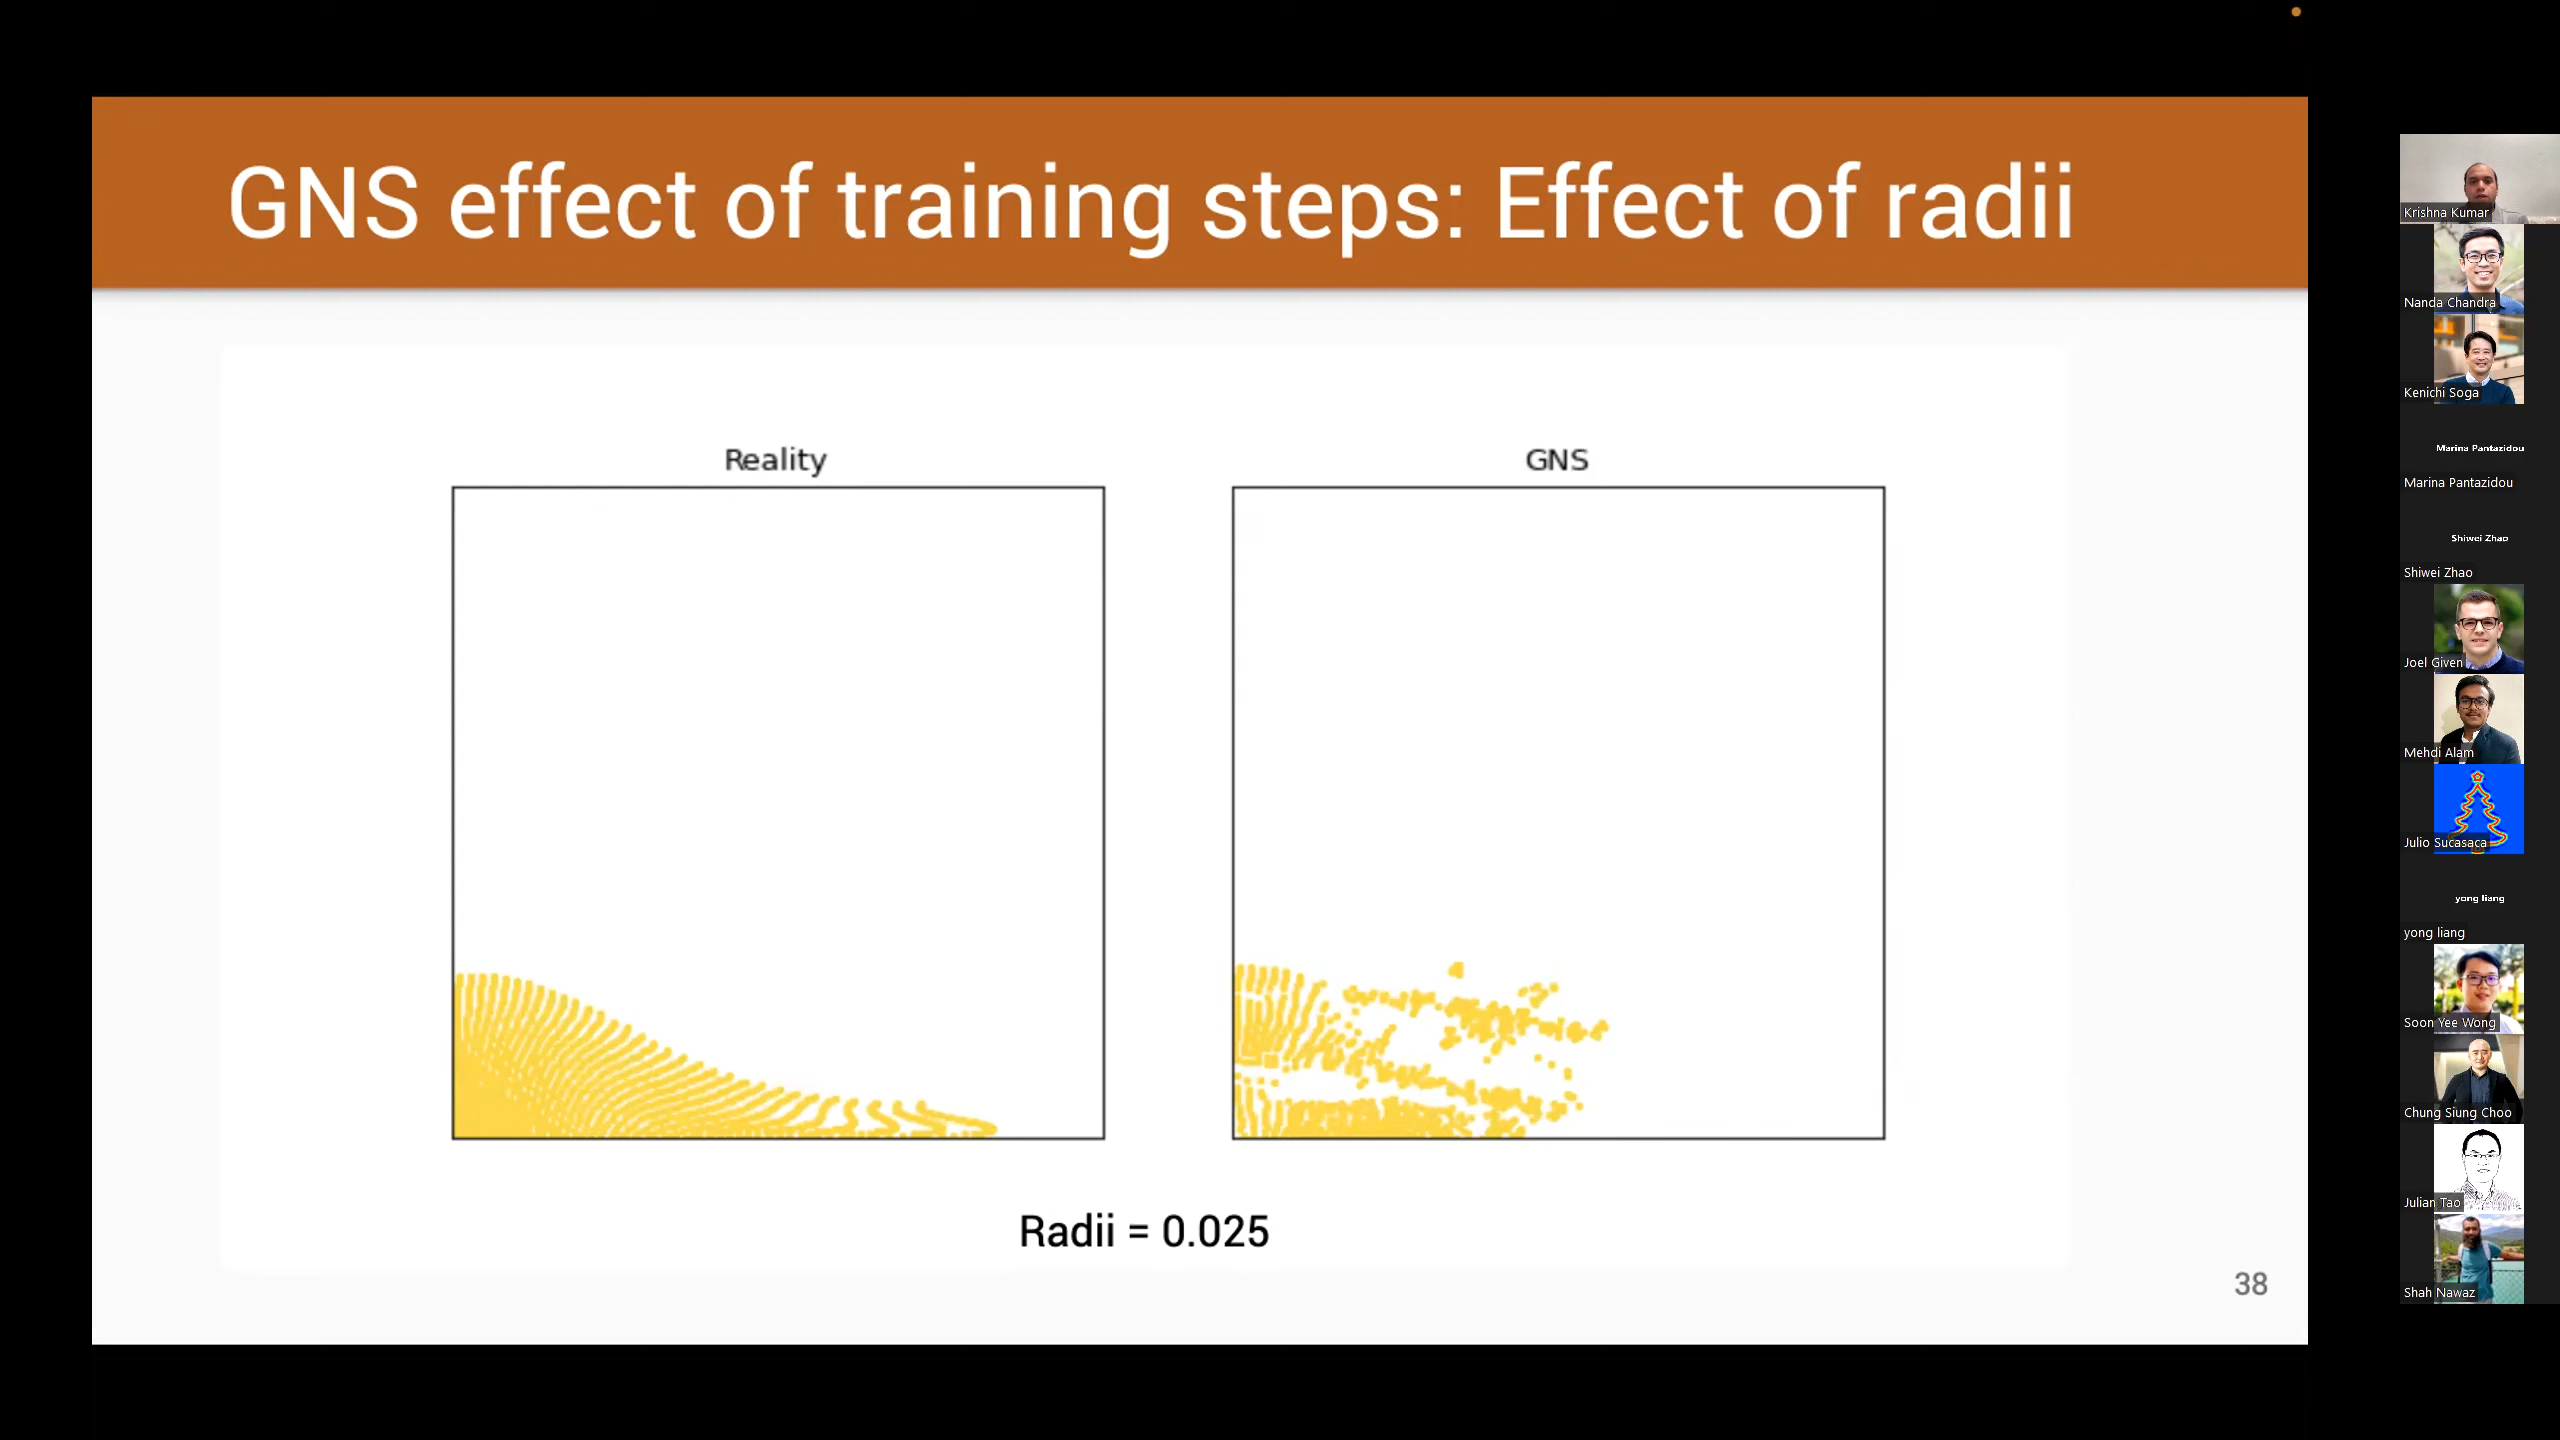 GNS effect of training steps: Effect of radii
Reality
GNS
Radii = 0.025
38
Krishna Kumar
Nanda Chandra
Kenichi Soga
Marina Pantazidou
Marina Pantazidou
Shiwei Zhao
Shiwei Zhao
Joel Given
Mehdi Alam
Julio Sucasaca
yong liang
yong liang
Soon Yee Wong
Chung Siung Choo
Julian Tao
Shah Nawaz